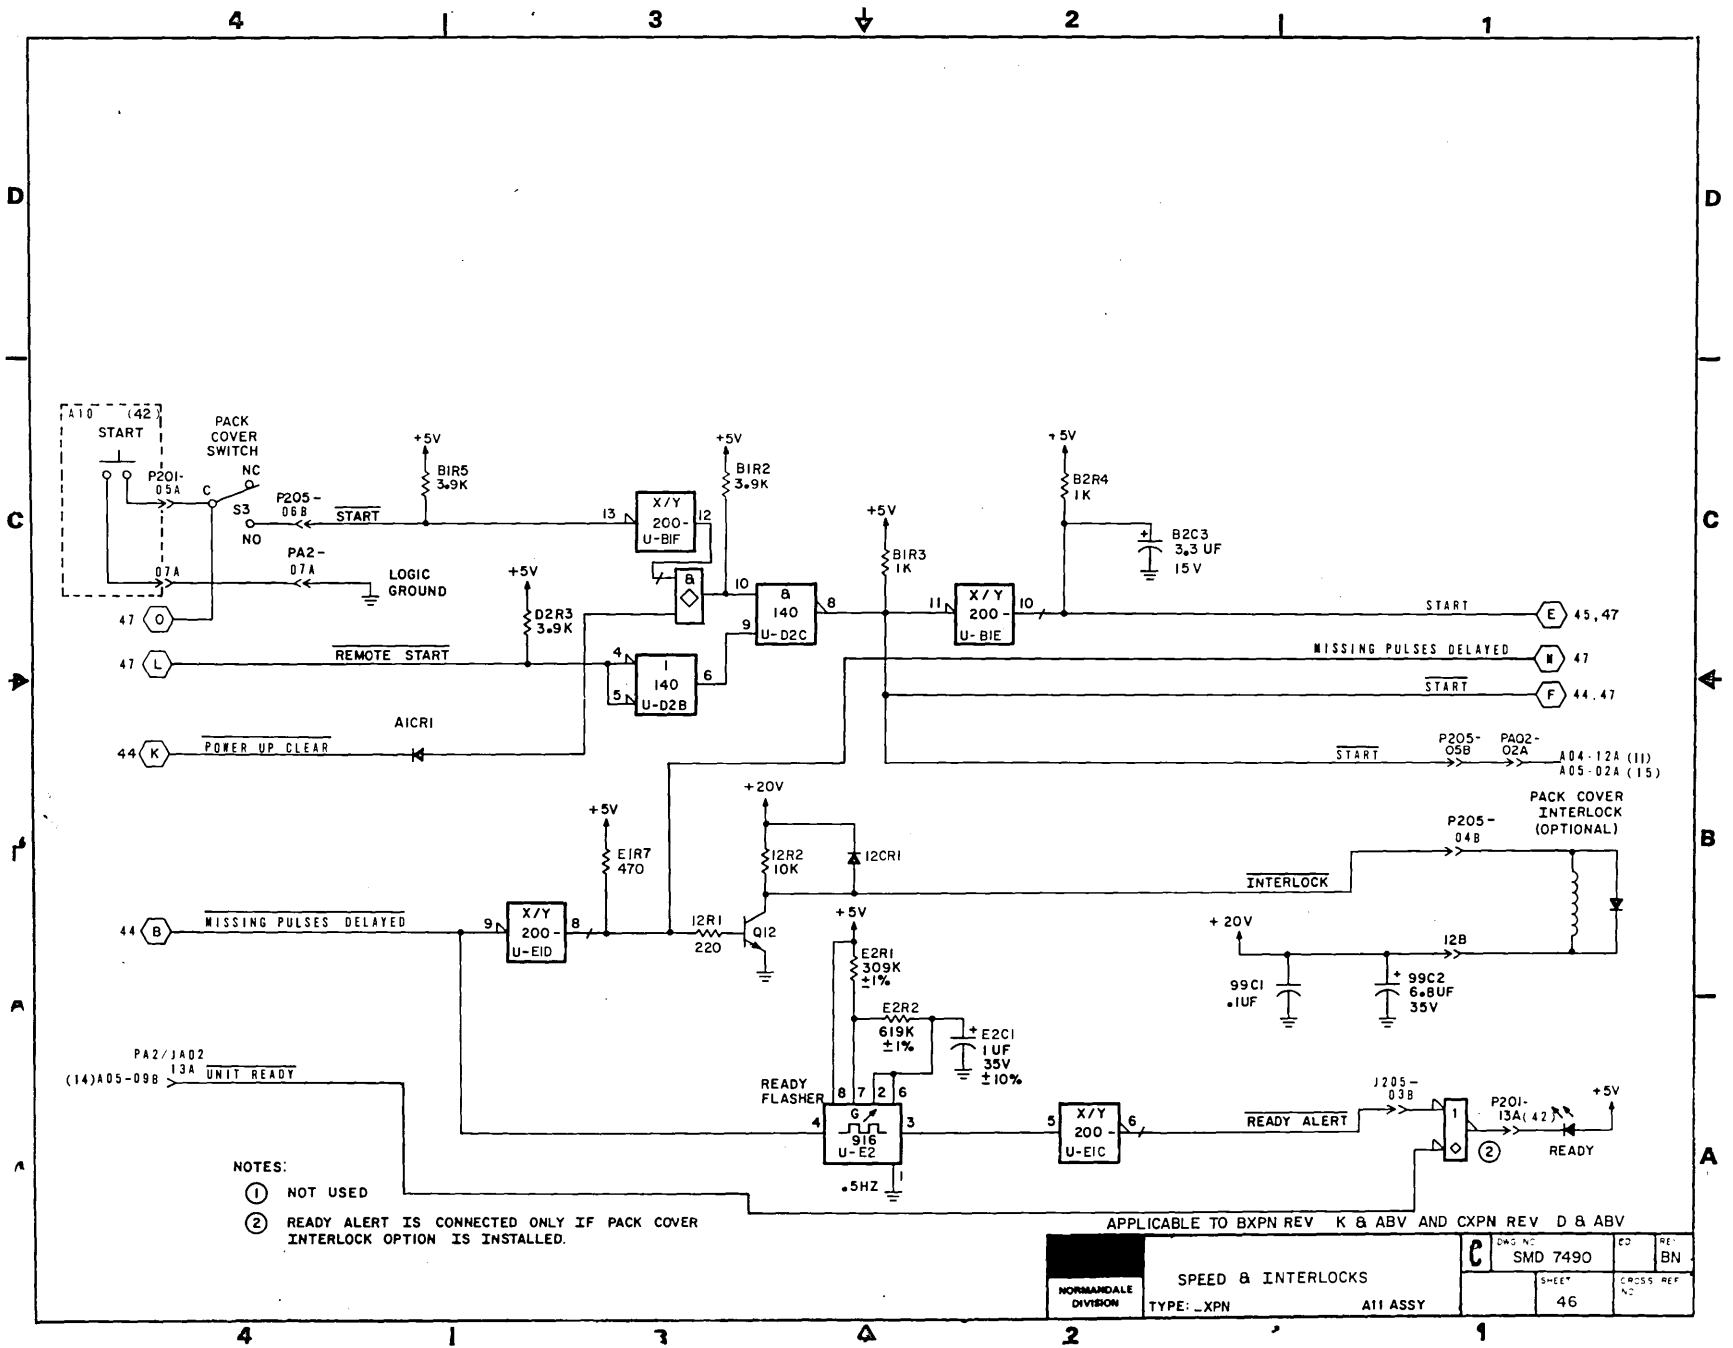 4 3 2 1
D D
A10 (42)
START
PACK
COVER
SWITCH
P201-
05A
C
NC
S3
NO
P205-
06B
START
+5V
B1R5
3.9K
13
X/Y
200
U-B1F
12
+5V
B1R2
3.9K
+5V
B2R4
1K
B2C3
3.3 UF
15V
C C
07A
PA2-
07A
LOGIC
GROUND
47 O
+5V
D2R3
3.9K
&
10
9
&
140
U-D2C
8
+5V
B1R3
1K
11
X/Y
200
U-B1E
10
START
E 45,47
47 L
REMOTE START
4
5
1
140
U-D2B
6
MISSING PULSES DELAYED
47
START
F 44,47
A1CR1
44 K
POWER UP CLEAR
START
P205-
05B
PA02-
02A
A04-12A (11)
A05-02A (15)
+5V
E1R7
470
+20V
12R2
10K
12CR1
PACK COVER
INTERLOCK
(OPTIONAL)
P205-
04B
INTERLOCK
B
44 B
MISSING PULSES DELAYED
9
X/Y
200
U-E1D
8
12R1
220
Q12
+5V
E2R1
309K
±1%
+20V
12B
99C1
.1UF
99C2
6.8UF
35V
E2R2
619K
±1%
E2C1
1UF
35V
±10%
PA2/JA02
13A
(14)A05-09B
UNIT READY
READY
FLASHER
8 7 2 6
4
G
916
U-E2
3
1
.5HZ
5
X/Y
200
U-E1C
6
READY ALERT
J205-
03B
1
P201-
13A(42)
+5V
READY
2
A A
NOTES:
1 NOT USED
2 READY ALERT IS CONNECTED ONLY IF PACK COVER
INTERLOCK OPTION IS INSTALLED.
APPLICABLE TO BXPN REV K & ABV AND CXPN REV D & ABV
NORMANDALE
DIVISION
SPEED & INTERLOCKS
TYPE: _XPN A11 ASSY
C
DWG NO
SMD 7490
CD
REV
BN
SHEET
46
CROSS REF
NO
4 3 2 1